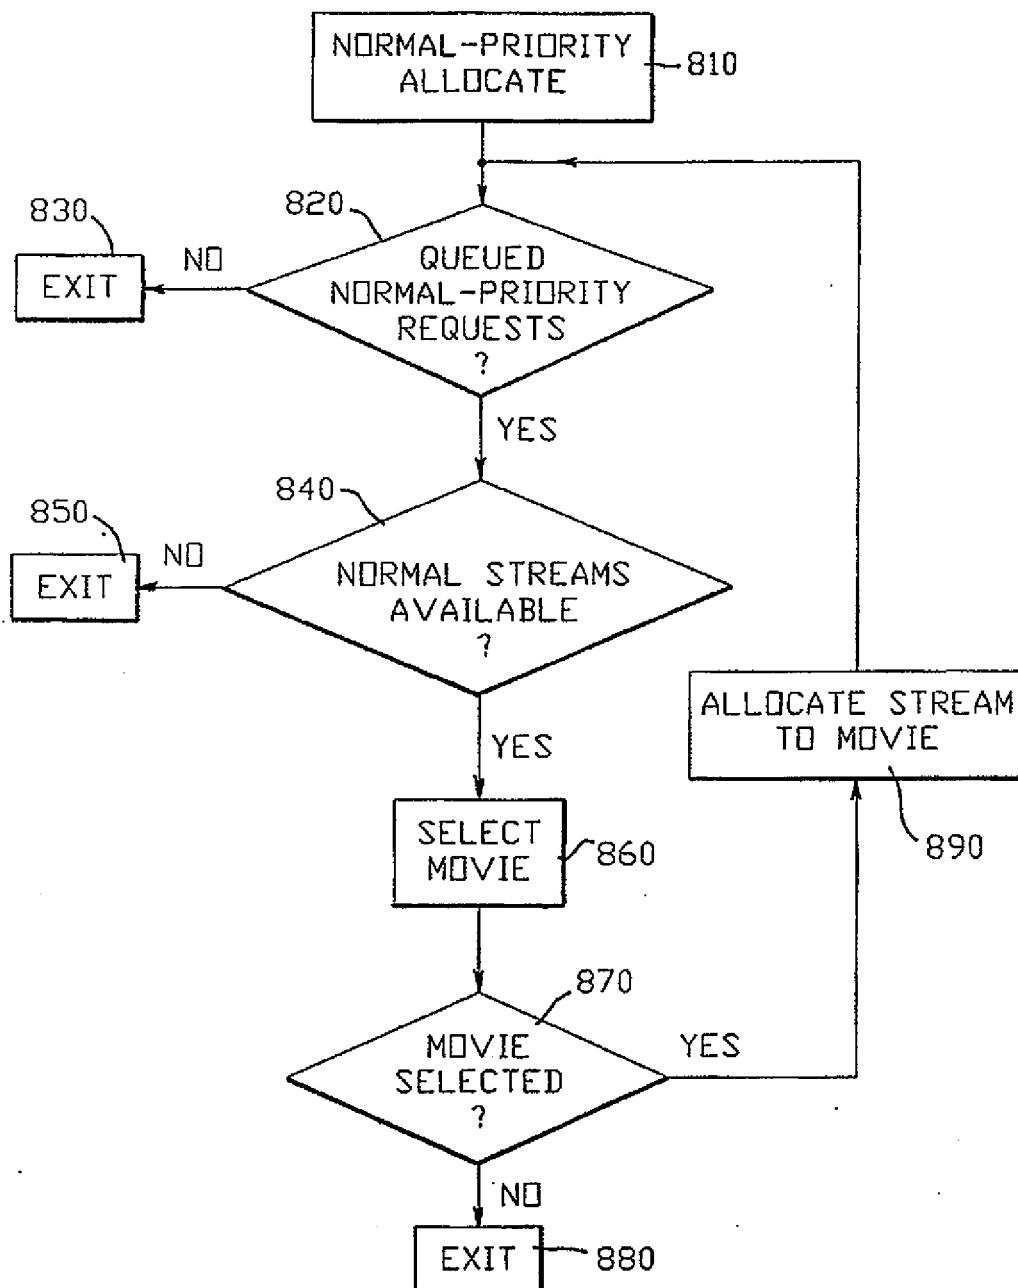 NORMAL-PRIORITY
ALLOCATE
810
820
830
NO
EXIT
QUEUED
NORMAL-PRIORITY
REQUESTS
?
YES
840
850
NO
EXIT
NORMAL STREAMS
AVAILABLE
?
YES
ALLOCATE STREAM
TO MOVIE
890
SELECT
MOVIE
860
870
MOVIE
SELECTED
?
YES
NO
EXIT
880